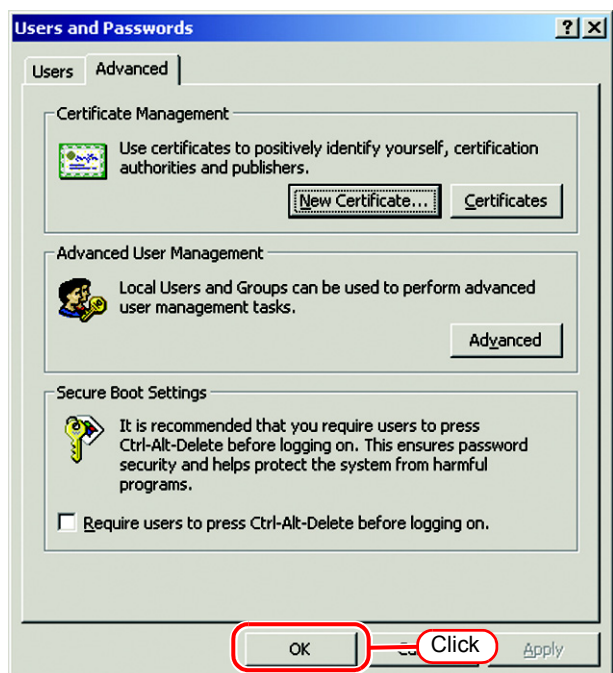 Users and Passwords
Users
Advanced
Certificate Management
Use certificates to positively identify yourself, certification
authorities and publishers.
New Certificate...
Certificates
Advanced User Management
Local Users and Groups can be used to perform advanced
user management tasks.
Advanced
Secure Boot Settings
It is recommended that you require users to press
Ctrl-Alt-Delete before logging on. This ensures password
security and helps protect the system from harmful
programs.
Require users to press Ctrl-Alt-Delete before logging on.
OK
Click
Apply